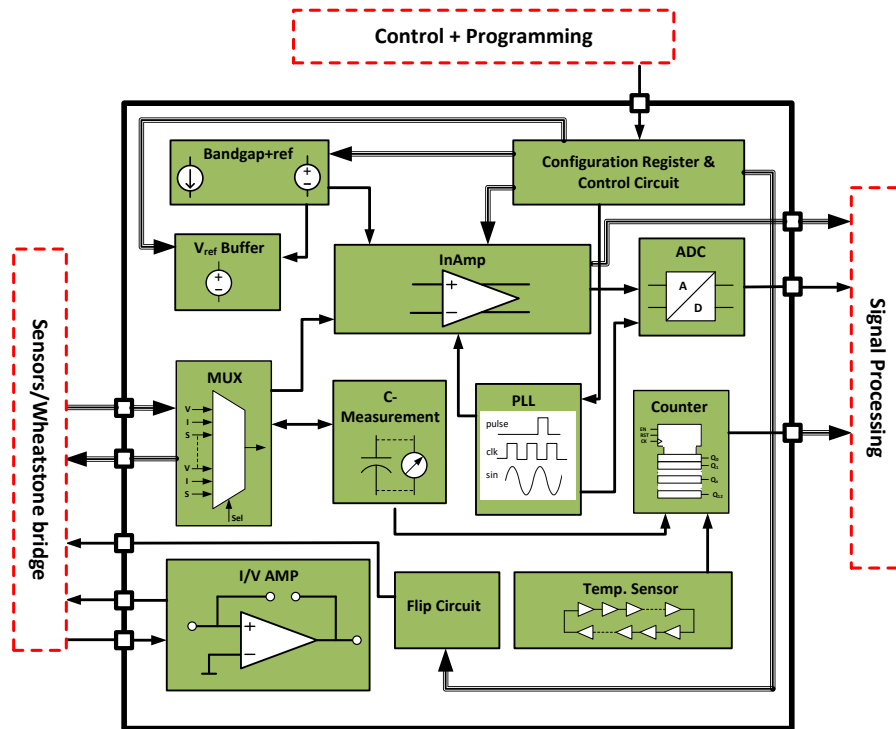 Control + Programming
Bandgap+ref
Configuration Register &
Control Circuit
Vref Buffer
InAmp
ADC
A
D
Sensors/Wheatstone bridge
Signal Processing
MUX
V
I
S
V
I
S
Sel
C-
Measurement
PLL
pulse
clk
sin
Counter
EN
RST
CK
Q0
Q1
I/V AMP
Flip Circuit
Temp. Sensor